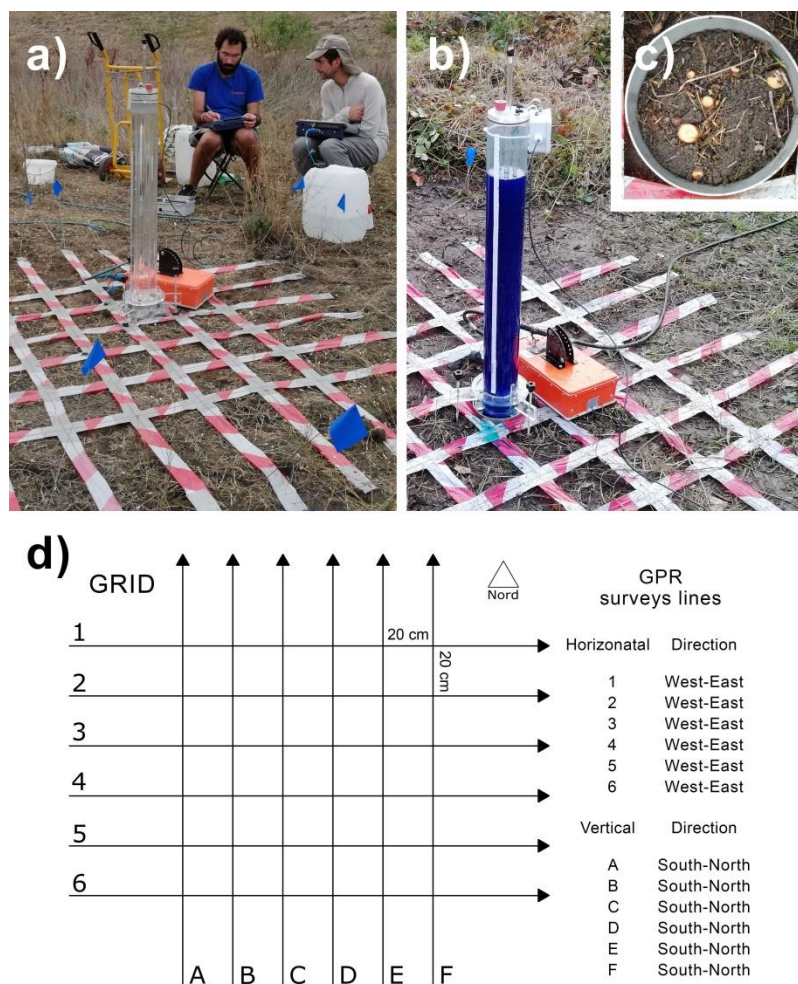 a)
b)
c)
d)
GRID
Nord
GPR
surveys lines
1
20 cm
20 cm
2
3
4
5
6
A B C D E F
Horizonatal Direction
1 West-East
2 West-East
3 West-East
4 West-East
5 West-East
6 West-East
Vertical Direction
A South-North
B South-North
C South-North
D South-North
E South-North
F South-North